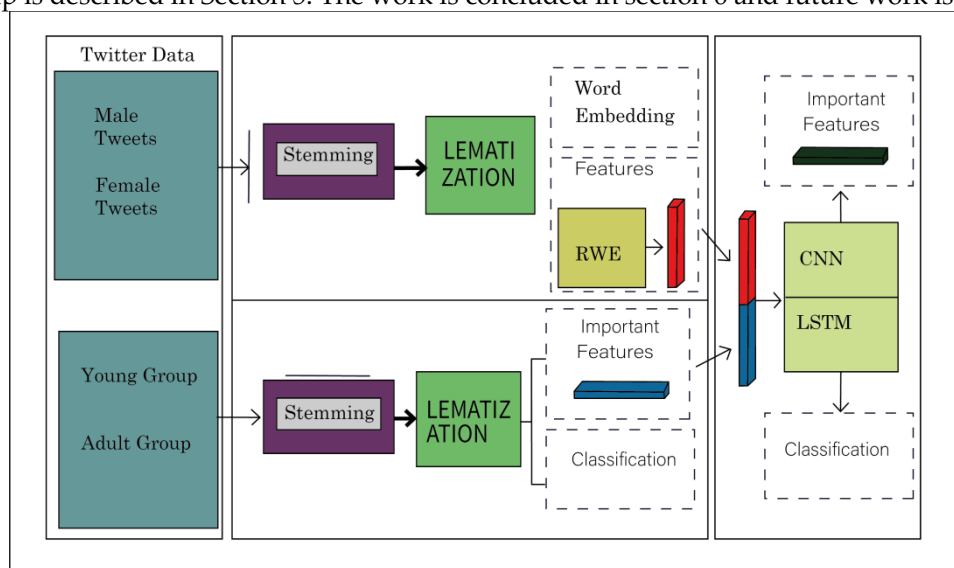 p is described in Section 5. The work is concluded in section 6 and future work is
Twitter Data
Male
Tweets
Female
Tweets
Stemming
LEMATI
ZATION
Word
Embedding
Features
RWE
Young Group
Adult Group
Stemming
LEMATIZ
ATION
Important
Features
Classification
Important
Features
CNN
LSTM
Classification